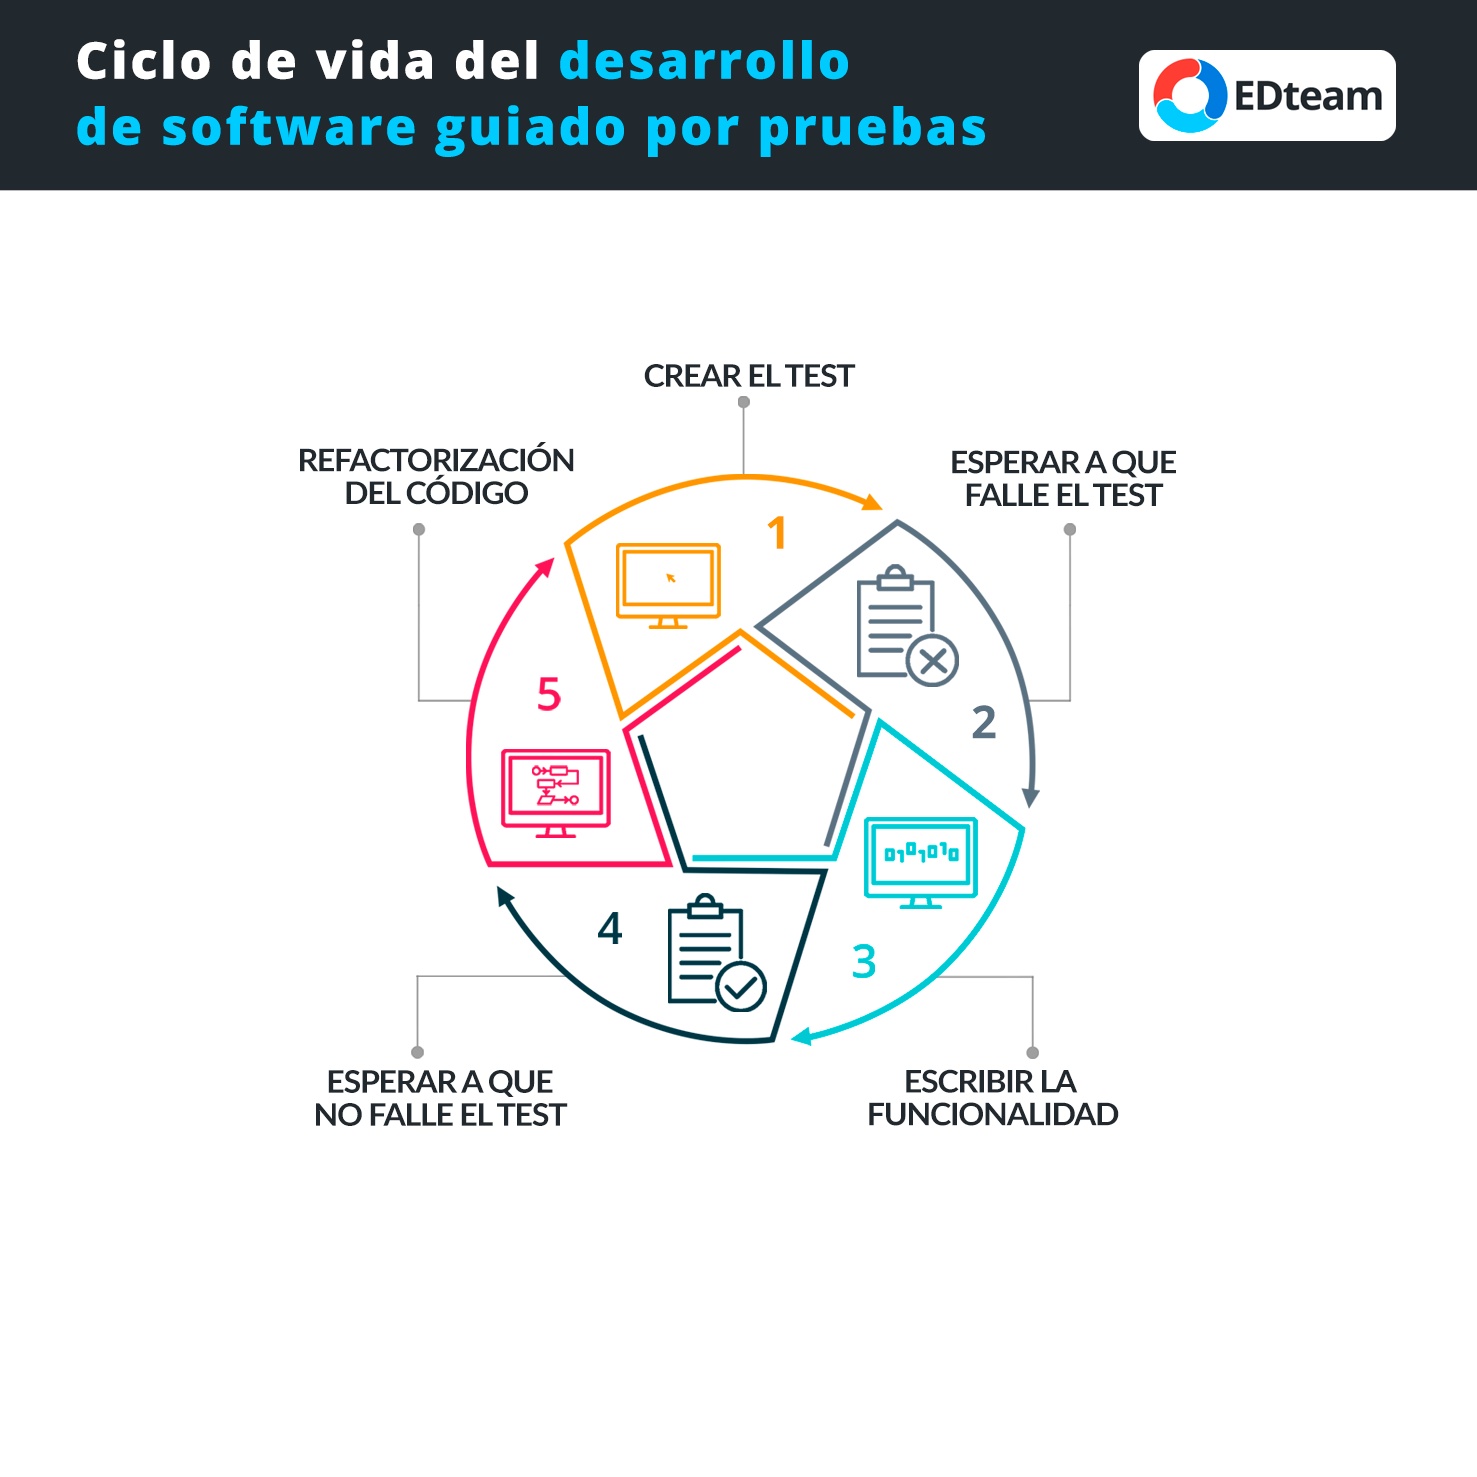 Ciclo de vida del desarrollo
de software guiado por pruebas
EDteam
CREAR EL TEST
REFACTORIZACIÓN
DEL CÓDIGO
ESPERAR A QUE
FALLE EL TEST
1
2
5
0101010
4
3
ESPERAR A QUE
NO FALLE EL TEST
ESCRIBIR LA
FUNCIONALIDAD